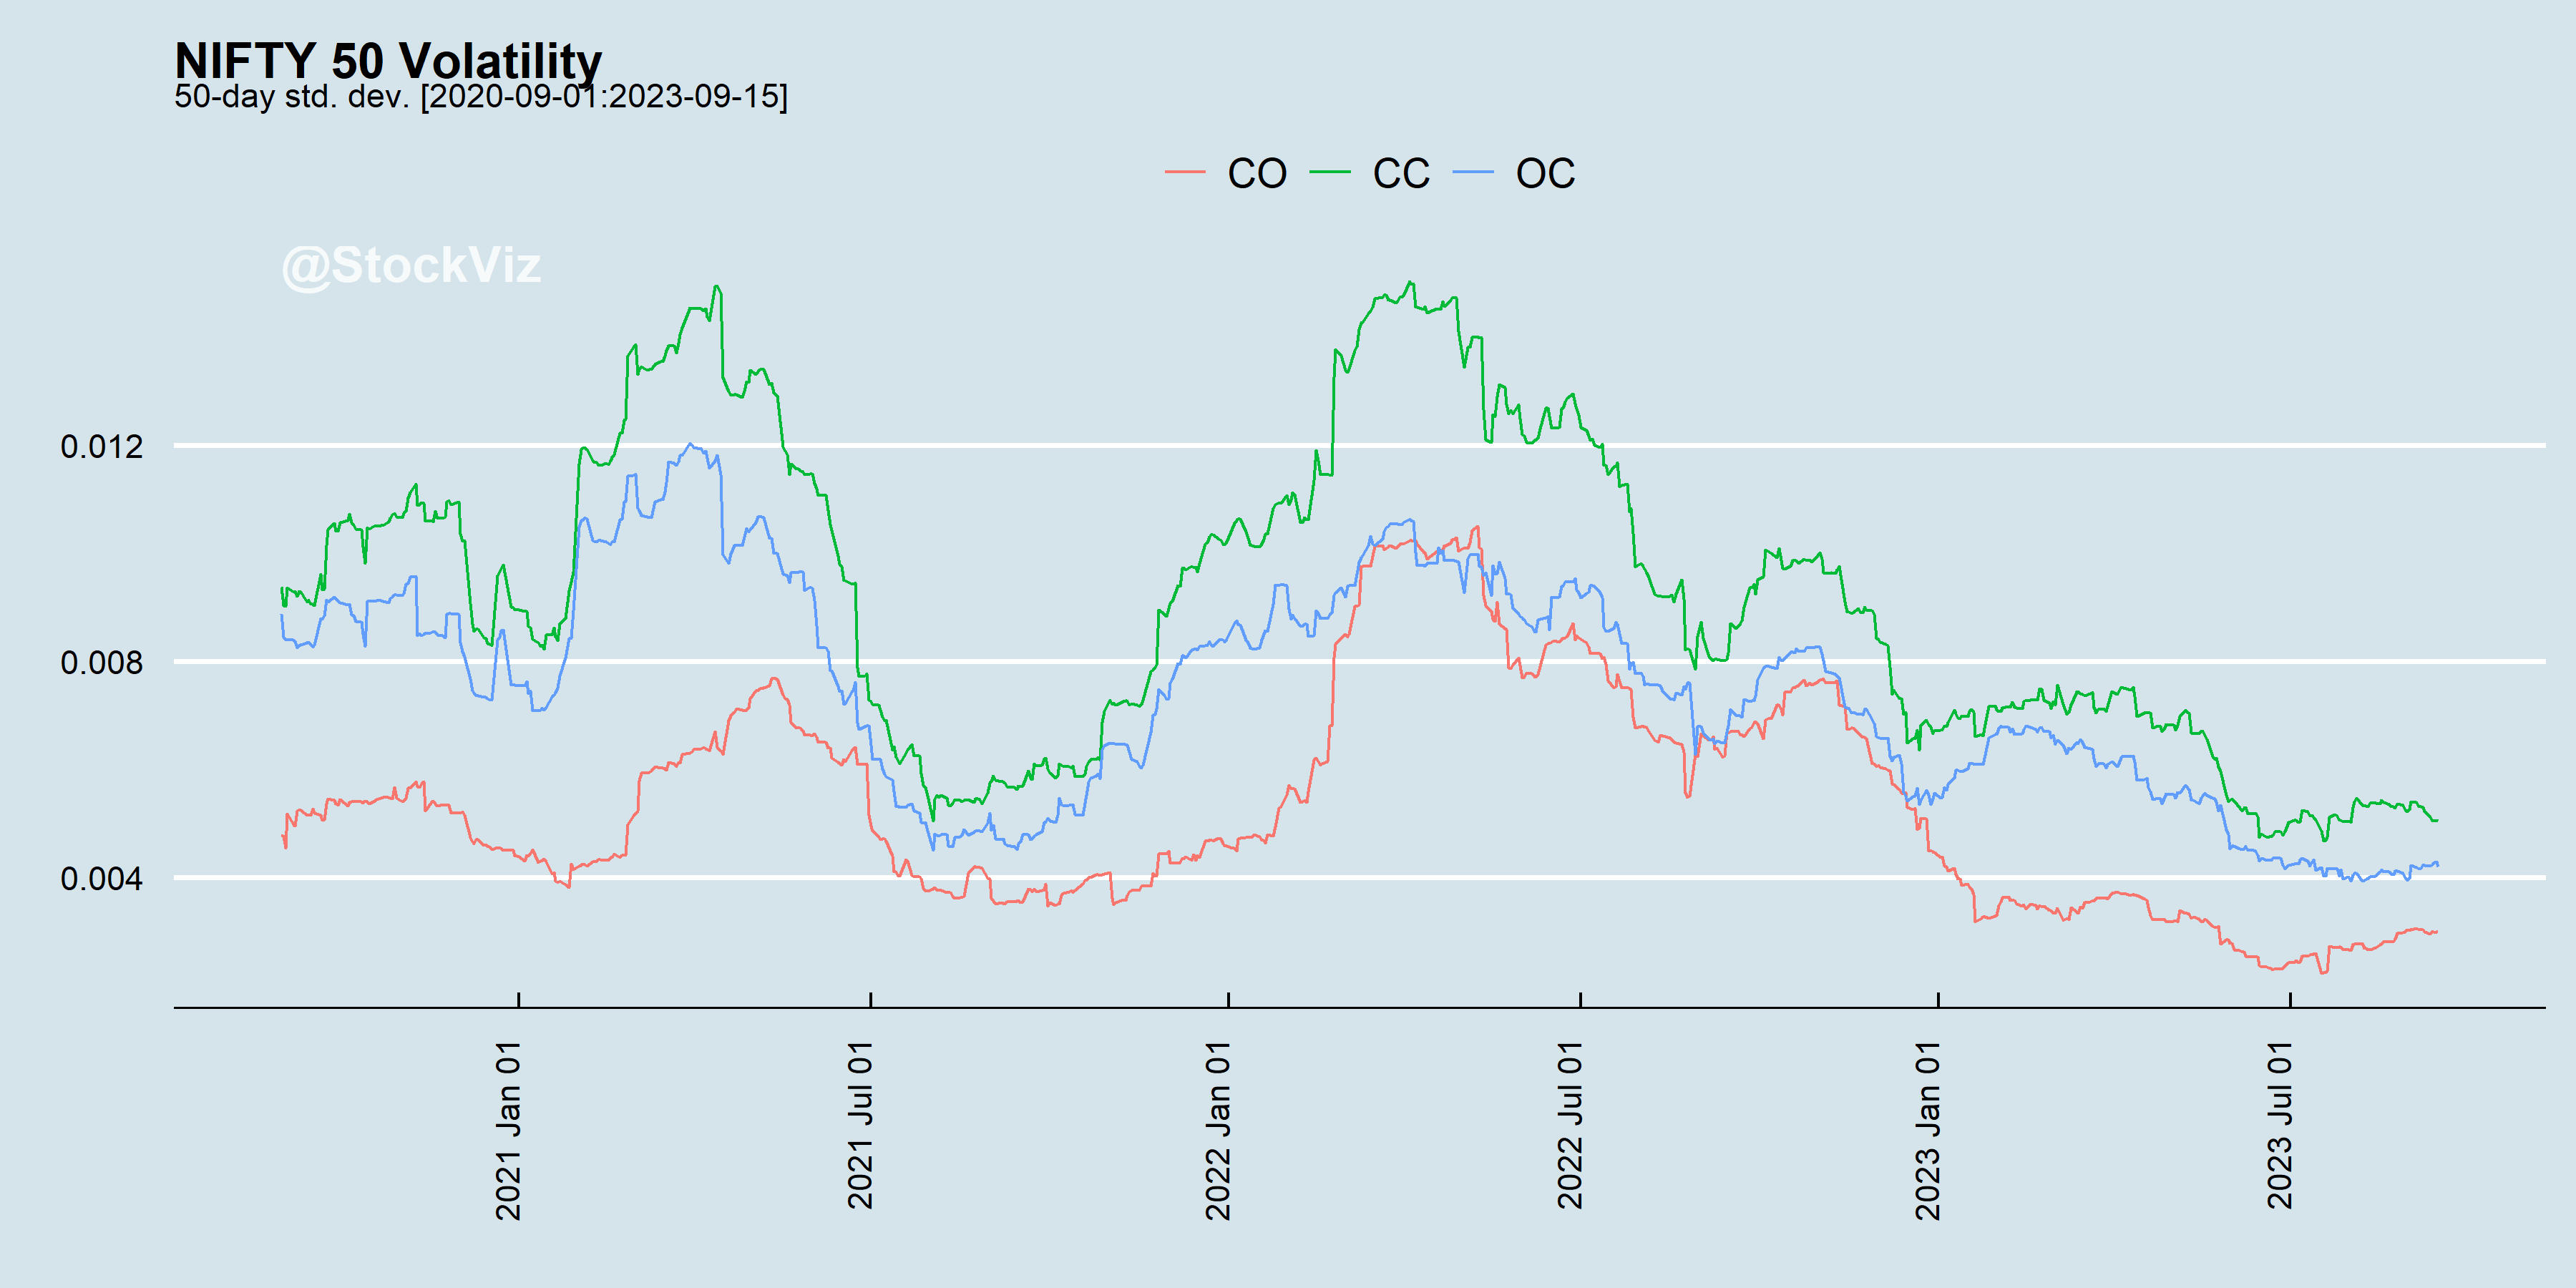 NIFTY 50 Volatility
50-day std. dev. [2020-09-01:2023-09-15]
CO CC OC
@StockViz
0.012
0.008
0.004
2021 Jan 01
2021 Jul 01
2022 Jan 01
2022 Jul 01
2023 Jan 01
2023 Jul 01